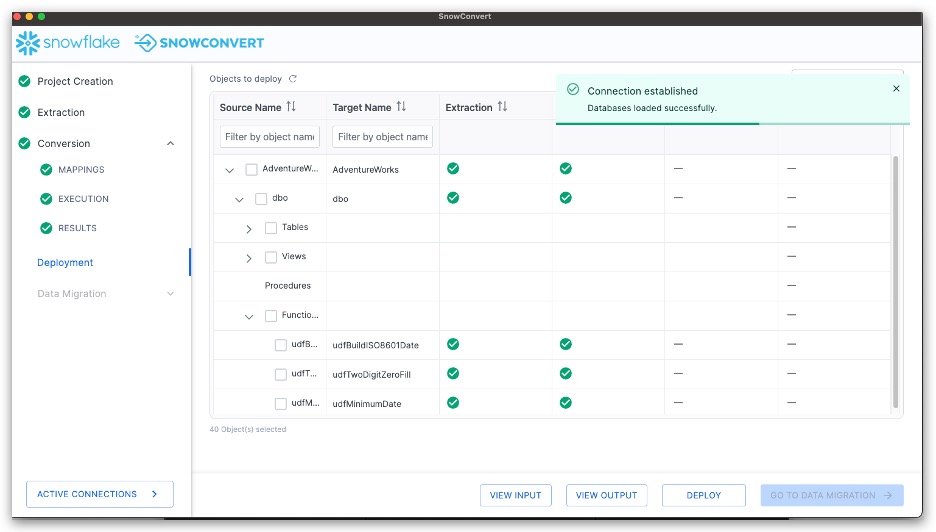 SnowConvert
snowflake
SNOWCONVERT
Project Creation
Extraction
Conversion
MAPPINGS
EXECUTION
RESULTS
Deployment
Data Migration
ACTIVE CONNECTIONS
Objects to deploy
Connection established
Databases loaded successfully.
Source Name Target Name Extraction
Filter by object name Filter by object name
AdventureW... AdventureWorks — —
dbo dbo — —
Tables —
Views —
Procedures —
Functio... —
udfB... udfBuildISO8601Date — —
udfT... udfTwoDigitZeroFill — —
udfM... udfMinimumDate — —
40 Object(s) selected
VIEW INPUT VIEW OUTPUT DEPLOY GO TO DATA MIGRATION